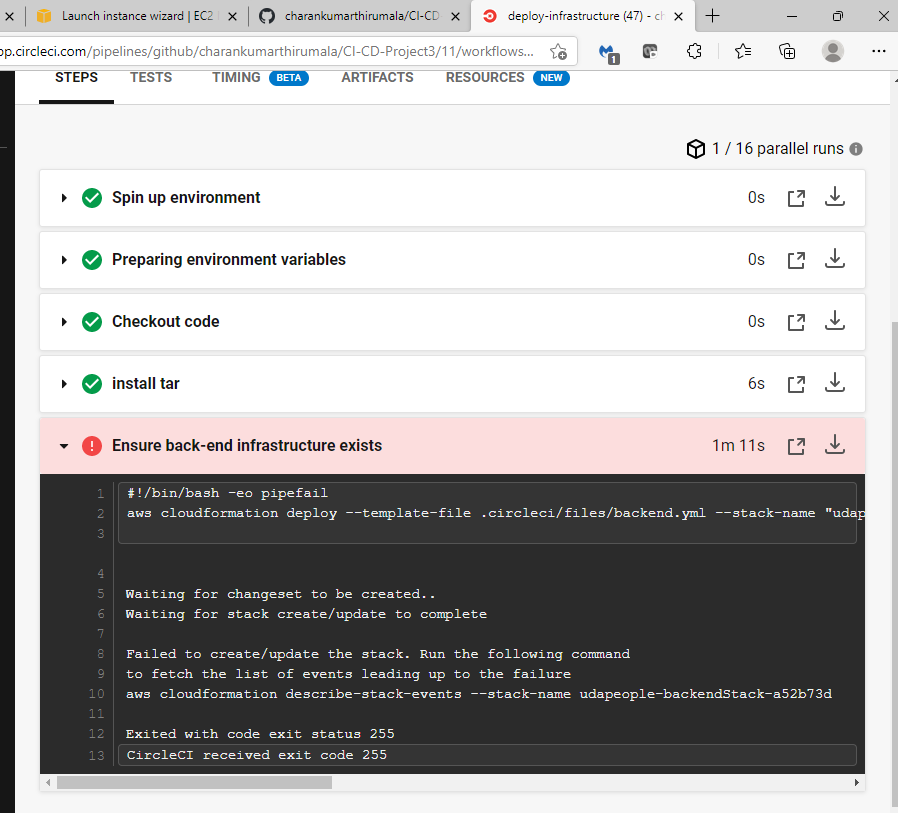 Launch instance wizard | EC2
charankumarthirumala/CI-CD
deploy-infrastructure (47) - ch
pp.circleci.com/pipelines/github/charankumarthirumala/CI-CD-Project3/11/workflows...
1
STEPS TESTS TIMING BETA ARTIFACTS RESOURCES NEW
1 / 16 parallel runs
Spin up environment 0s
Preparing environment variables 0s
Checkout code 0s
install tar 6s
Ensure back-end infrastructure exists 1m 11s
1 #!/bin/bash -eo pipefail
2 aws cloudformation deploy --template-file .circleci/files/backend.yml --stack-name "udap
3
4
5 Waiting for changeset to be created..
6 Waiting for stack create/update to complete
7
8 Failed to create/update the stack. Run the following command
9 to fetch the list of events leading up to the failure
10 aws cloudformation describe-stack-events --stack-name udapeople-backendStack-a52b73d
11
12 Exited with code exit status 255
13 CircleCI received exit code 255